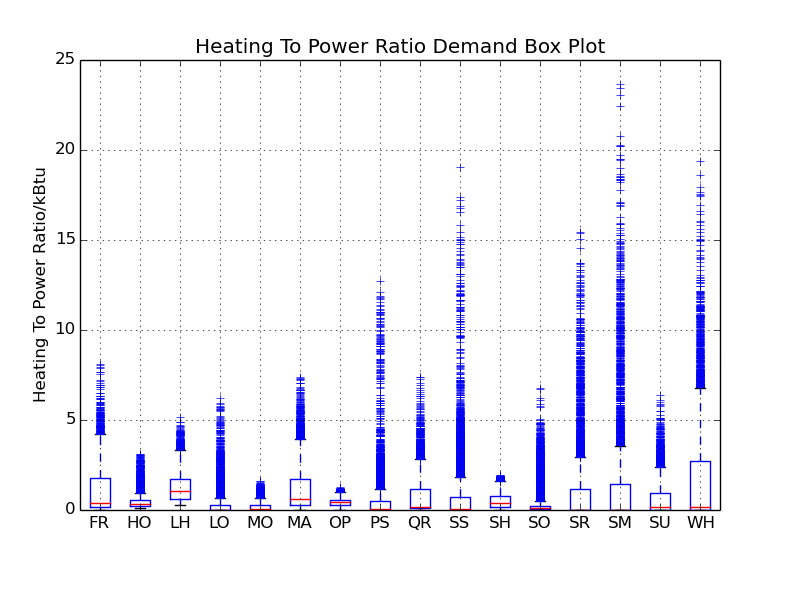 Heating To Power Ratio Demand Box Plot
Heating To Power Ratio/kBtu
25
20
15
10
5
0
FR HO LH LO MO MA OP PS QR SS SH SO SR SM SU WH